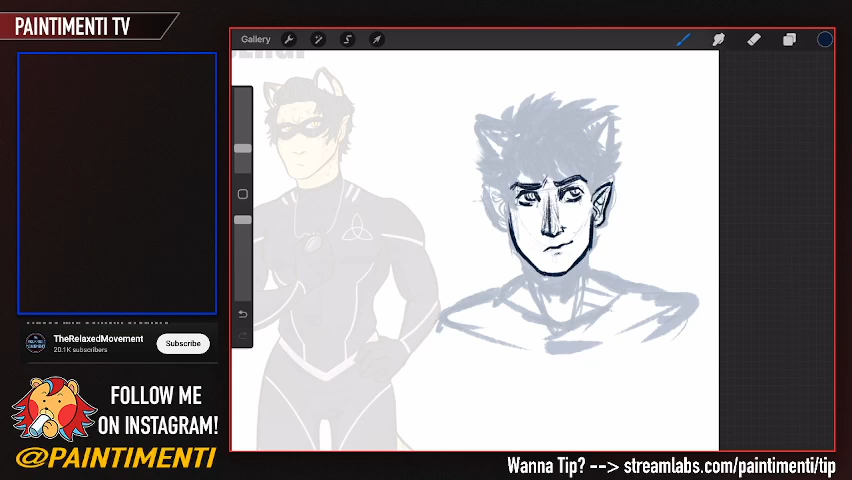 PAINTIMENTI TV
Gallery
TheRelaxedMovement
20.1K subscribers
Subscribe
FOLLOW ME
ON INSTAGRAM!
@PAINTIMENTI
Wanna Tip? --> streamlabs.com/paintimenti/tip